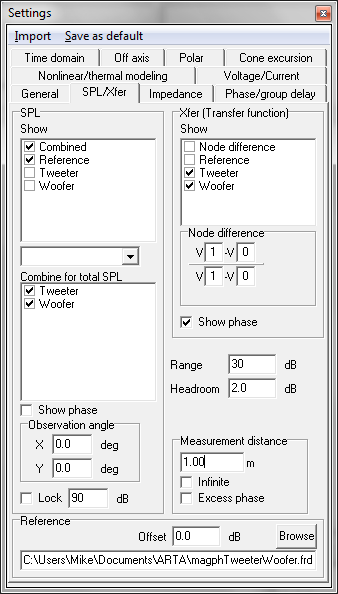 Settings
Import Save as default
Time domain Off axis Polar Cone excursion
Nonlinear/thermal modeling Voltage/Current
General SPL/Xfer Impedance Phase/group delay
SPL
Show
Combined
Reference
Tweeter
Woofer
Combine for total SPL
Tweeter
Woofer
Show phase
Observation angle
X 0.0 deg
Y 0.0 deg
Lock 90 dB
Xfer (Transfer function)
Show
Node difference
Reference
Tweeter
Woofer
Node difference
V 1 -V 0
V 1 -V 0
Show phase
Range 30 dB
Headroom 2.0 dB
Measurement distance
1.00 m
Infinite
Excess phase
Reference
Offset 0.0 dB Browse
C:\Users\Mike\Documents\ARTA\magphTweeterWoofer.frd